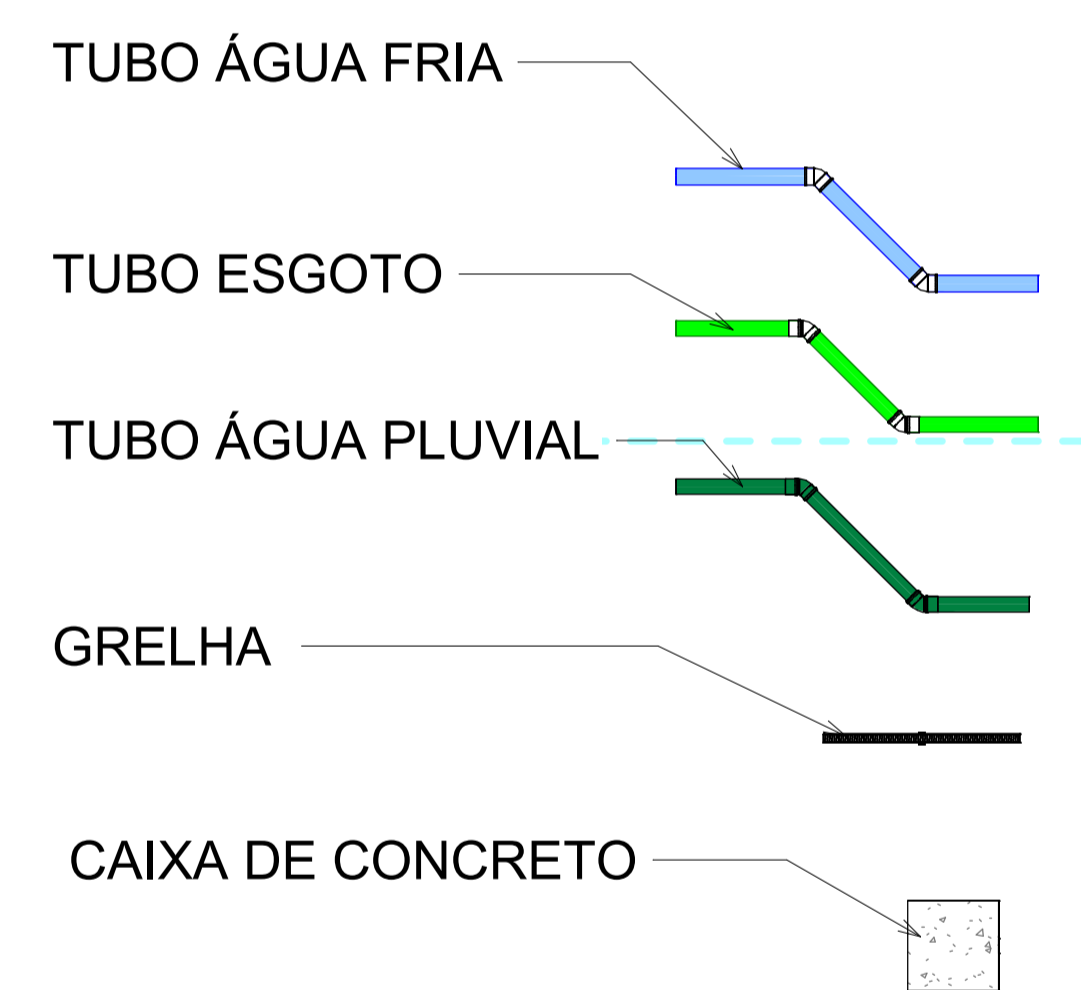 TUBO ÁGUA FRIA
TUBO ESGOTO
TUBO ÁGUA PLUVIAL
GRELHA
CAIXA DE CONCRETO